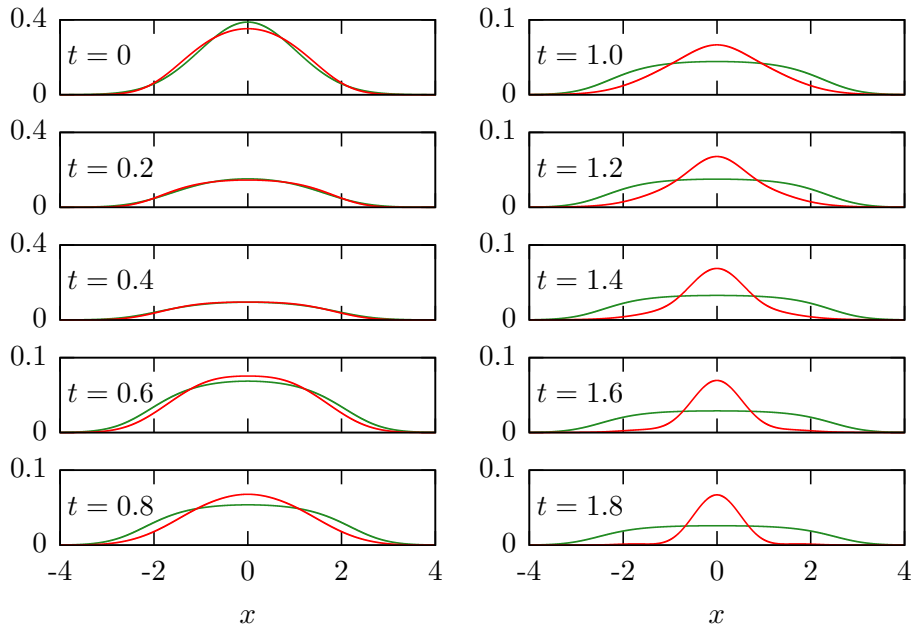 0.4
t = 0
0
0.4
t = 0.2
0
0.4
t = 0.4
0
0.1
t = 0.6
0
0.1
t = 0.8
0
-4 -2 0 2 4
x
0.1
t = 1.0
0
0.1
t = 1.2
0
0.1
t = 1.4
0
0.1
t = 1.6
0
0.1
t = 1.8
0
-4 -2 0 2 4
x